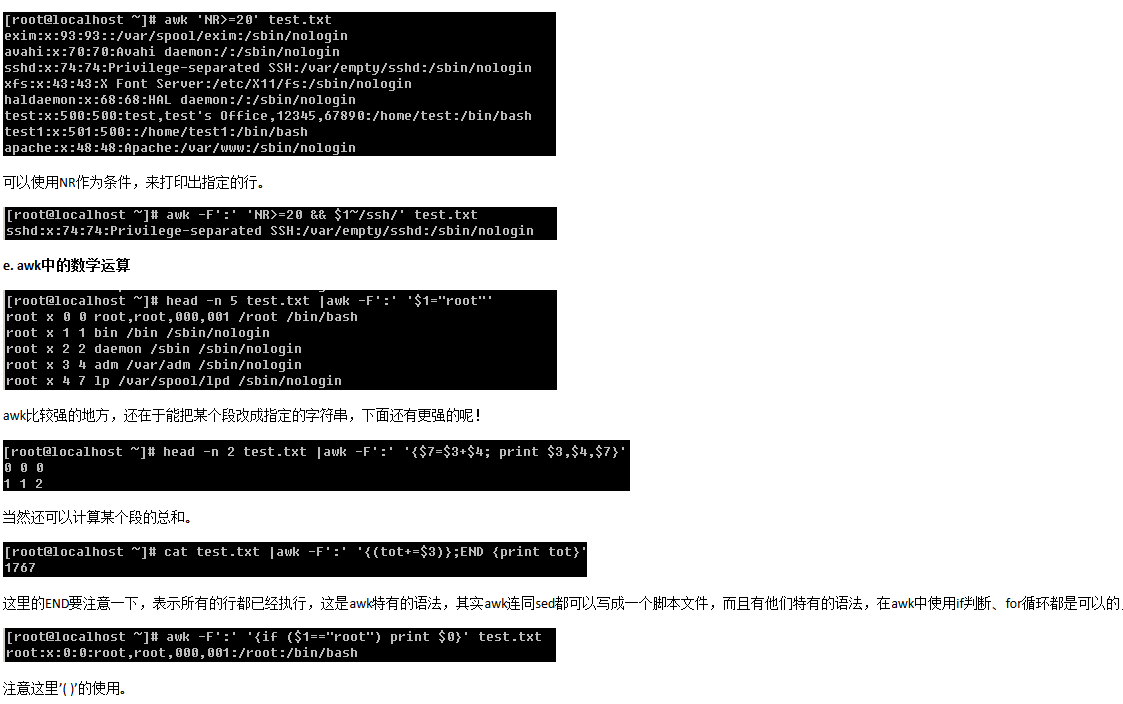 [root@localhost ~]# awk 'NR>=20' test.txt
exim:x:93:93::/var/spool/exim:/sbin/nologin
avahi:x:70:70:Avahi daemon:/:/sbin/nologin
sshd:x:74:74:Privilege-separated SSH:/var/empty/sshd:/sbin/nologin
xfs:x:43:43:X Font Server:/etc/X11/fs:/sbin/nologin
haldaemon:x:68:68:HAL daemon:/:/sbin/nologin
test:x:500:500:test,test's Office,12345,67890:/home/test:/bin/bash
test1:x:501:500::/home/test1:/bin/bash
apache:x:48:48:Apache:/var/www:/sbin/nologin
可以使用NR作为条件，来打印出指定的行。
[root@localhost ~]# awk -F':' 'NR>=20 && $1~/ssh/' test.txt
sshd:x:74:74:Privilege-separated SSH:/var/empty/sshd:/sbin/nologin
e. awk中的数学运算
[root@localhost ~]# head -n 5 test.txt |awk -F':' '$1="root"'
root x 0 0 root,root,000,001 /root /bin/bash
root x 1 1 bin /bin /sbin/nologin
root x 2 2 daemon /sbin /sbin/nologin
root x 3 4 adm /var/adm /sbin/nologin
root x 4 7 lp /var/spool/lpd /sbin/nologin
awk比较强的地方，还在于能把某个段改成指定的字符串，下面还有更强的呢！
[root@localhost ~]# head -n 2 test.txt |awk -F':' '{$7=$3+$4; print $3,$4,$7}'
0 0 0
1 1 2
当然还可以计算某个段的总和。
[root@localhost ~]# cat test.txt |awk -F':' '{(tot+=$3)};END {print tot}'
1767
这里的END要注意一下，表示所有的行都已经执行，这是awk特有的语法，其实awk连同sed都可以写成一个脚本文件，而且有他们特有的语法，在awk中使用if判断、for循环都是可以的
[root@localhost ~]# awk -F':' '{if ($1=="root") print $0}' test.txt
root:x:0:0:root,root,000,001:/root:/bin/bash
注意这里'( )'的使用。